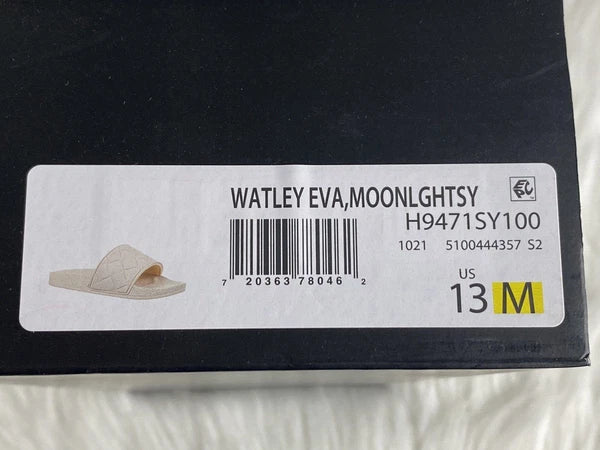 WATLEY EVA,MOONLGHTSY
H9471SY100
1021 5100444357 S2
7 20363 78046 2
US
13 M